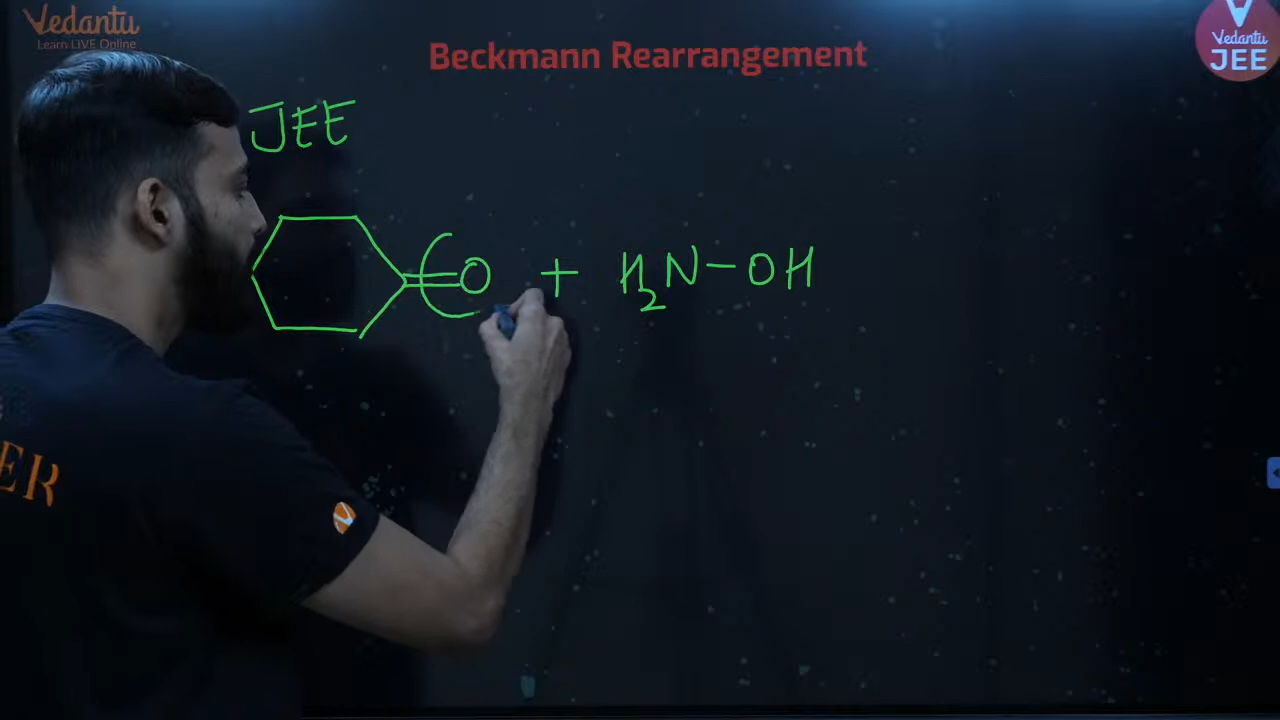 Vedantu
Learn LIVE Online
Beckmann Rearrangement
Vedantu
JEE
JEE
O + H₂N–OH
ER